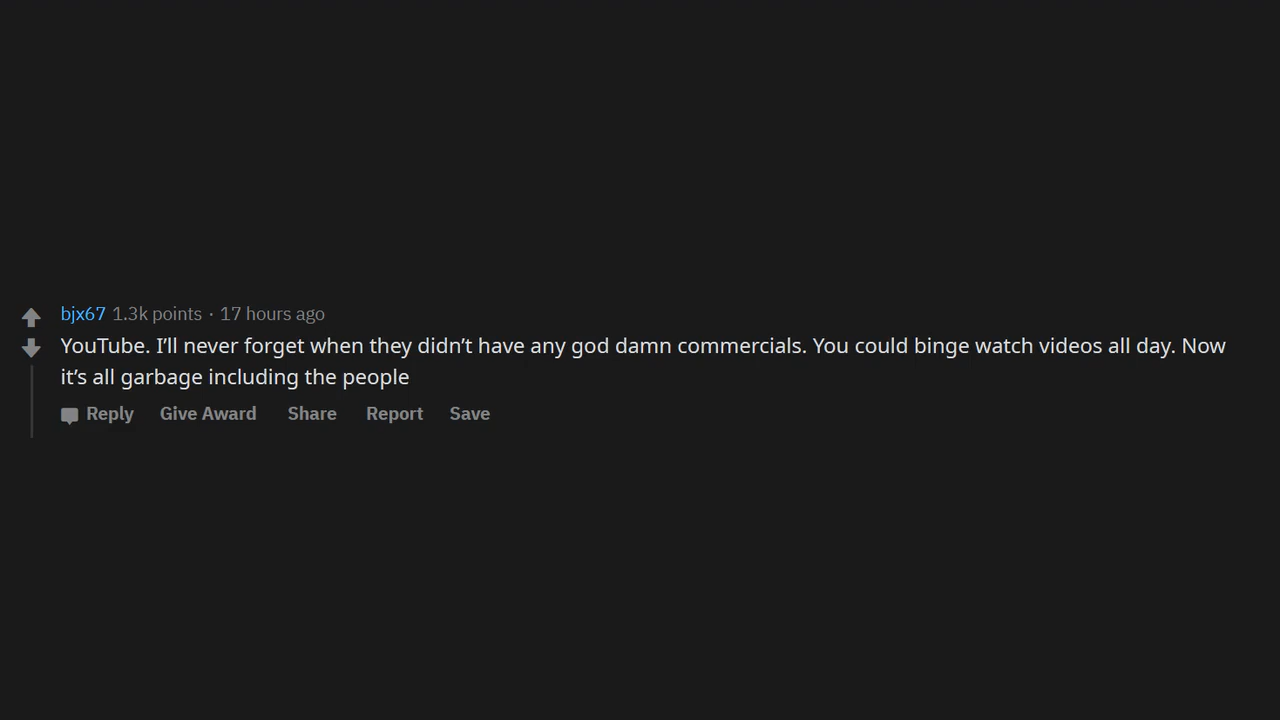 bjx67 1.3k points · 17 hours ago
YouTube. I’ll never forget when they didn’t have any god damn commercials. You could binge watch videos all day. Now
it’s all garbage including the people
Reply Give Award Share Report Save